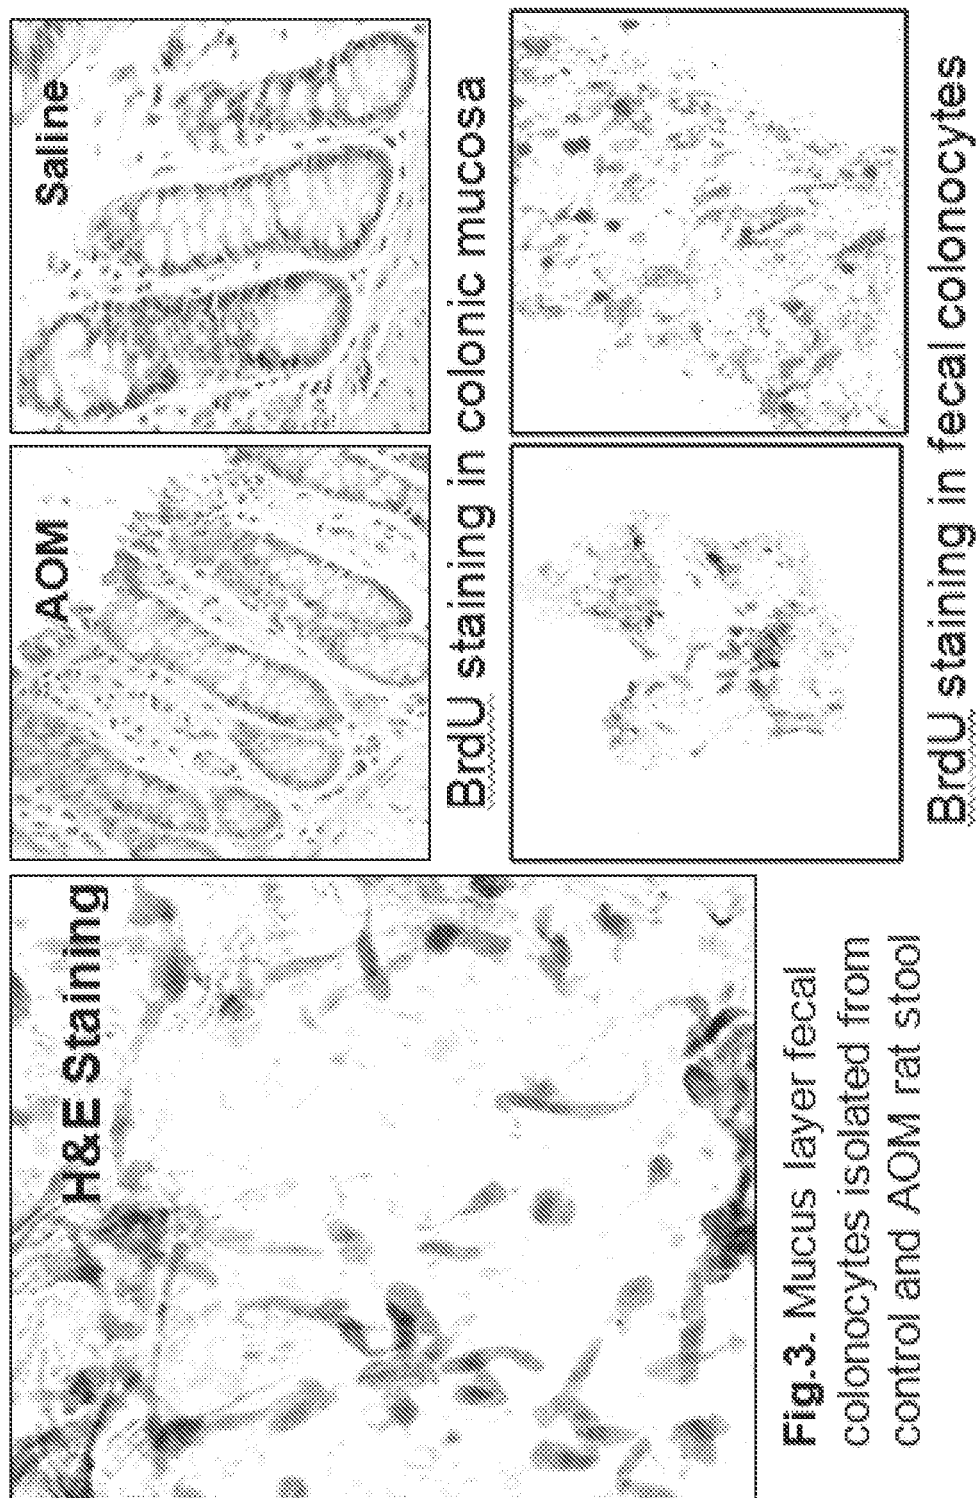 H&E Staining
AOM
Saline
BrdU staining in colonic mucosa
BrdU staining in fecal colonocytes
Fig.3. Mucus layer fecal
colonocytes isolated from
control and AOM rat stool